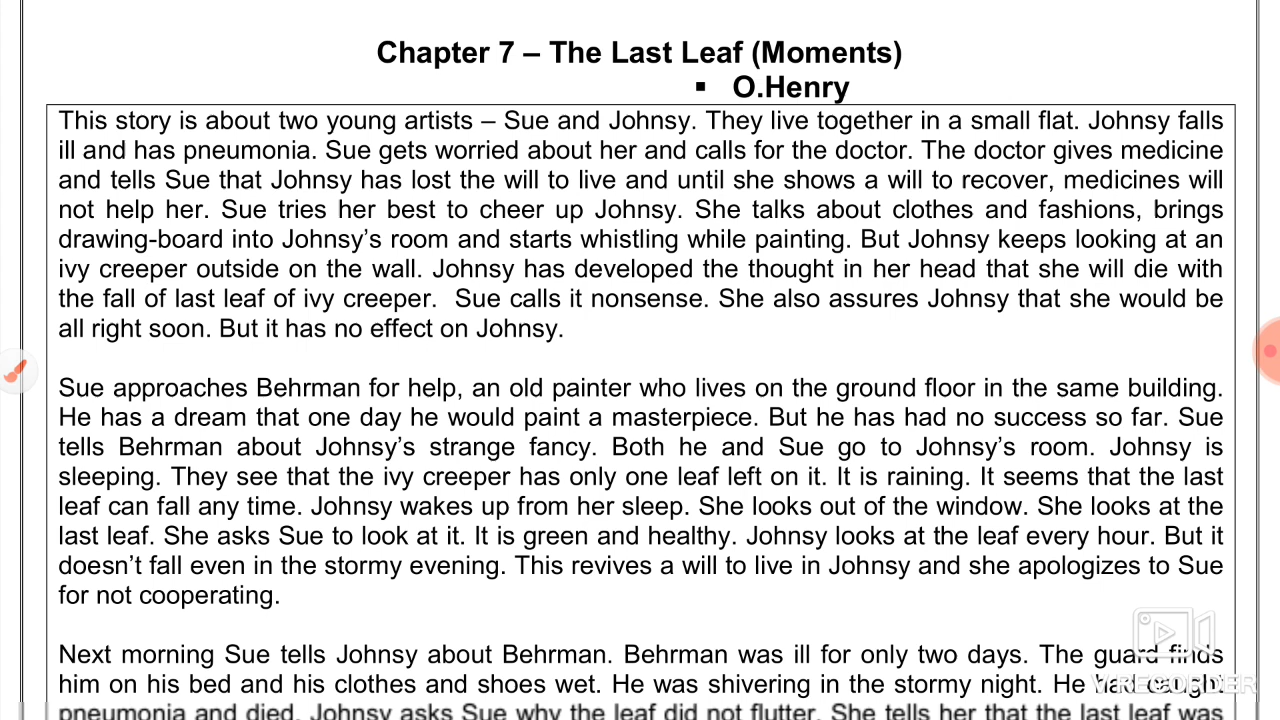 Chapter 7 – The Last Leaf (Moments)
▪ O.Henry
This story is about two young artists – Sue and Johnsy. They live together in a small flat. Johnsy falls
ill and has pneumonia. Sue gets worried about her and calls for the doctor. The doctor gives medicine
and tells Sue that Johnsy has lost the will to live and until she shows a will to recover, medicines will
not help her. Sue tries her best to cheer up Johnsy. She talks about clothes and fashions, brings
drawing-board into Johnsy’s room and starts whistling while painting. But Johnsy keeps looking at an
ivy creeper outside on the wall. Johnsy has developed the thought in her head that she will die with
the fall of last leaf of ivy creeper.  Sue calls it nonsense. She also assures Johnsy that she would be
all right soon. But it has no effect on Johnsy.
Sue approaches Behrman for help, an old painter who lives on the ground floor in the same building.
He has a dream that one day he would paint a masterpiece. But he has had no success so far. Sue
tells Behrman about Johnsy’s strange fancy. Both he and Sue go to Johnsy’s room. Johnsy is
sleeping. They see that the ivy creeper has only one leaf left on it. It is raining. It seems that the last
leaf can fall any time. Johnsy wakes up from her sleep. She looks out of the window. She looks at the
last leaf. She asks Sue to look at it. It is green and healthy. Johnsy looks at the leaf every hour. But it
doesn’t fall even in the stormy evening. This revives a will to live in Johnsy and she apologizes to Sue
for not cooperating.
Next morning Sue tells Johnsy about Behrman. Behrman was ill for only two days. The guard finds
him on his bed and his clothes and shoes wet. He was shivering in the stormy night. He had caught
pneumonia and died. Johnsy asks Sue why the leaf did not flutter. She tells her that the last leaf was
V RECORDER